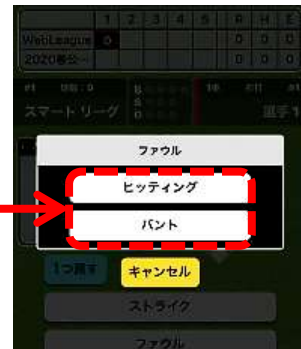 1 2 3 4 5 R H E
WebLeague 0 0 0 0
2020春公… 0 0 0
B
S
O
スマート リーグ 選手1
ファウル
ヒッティング
バント
1つ戻す キャンセル
ストライク
ファウル